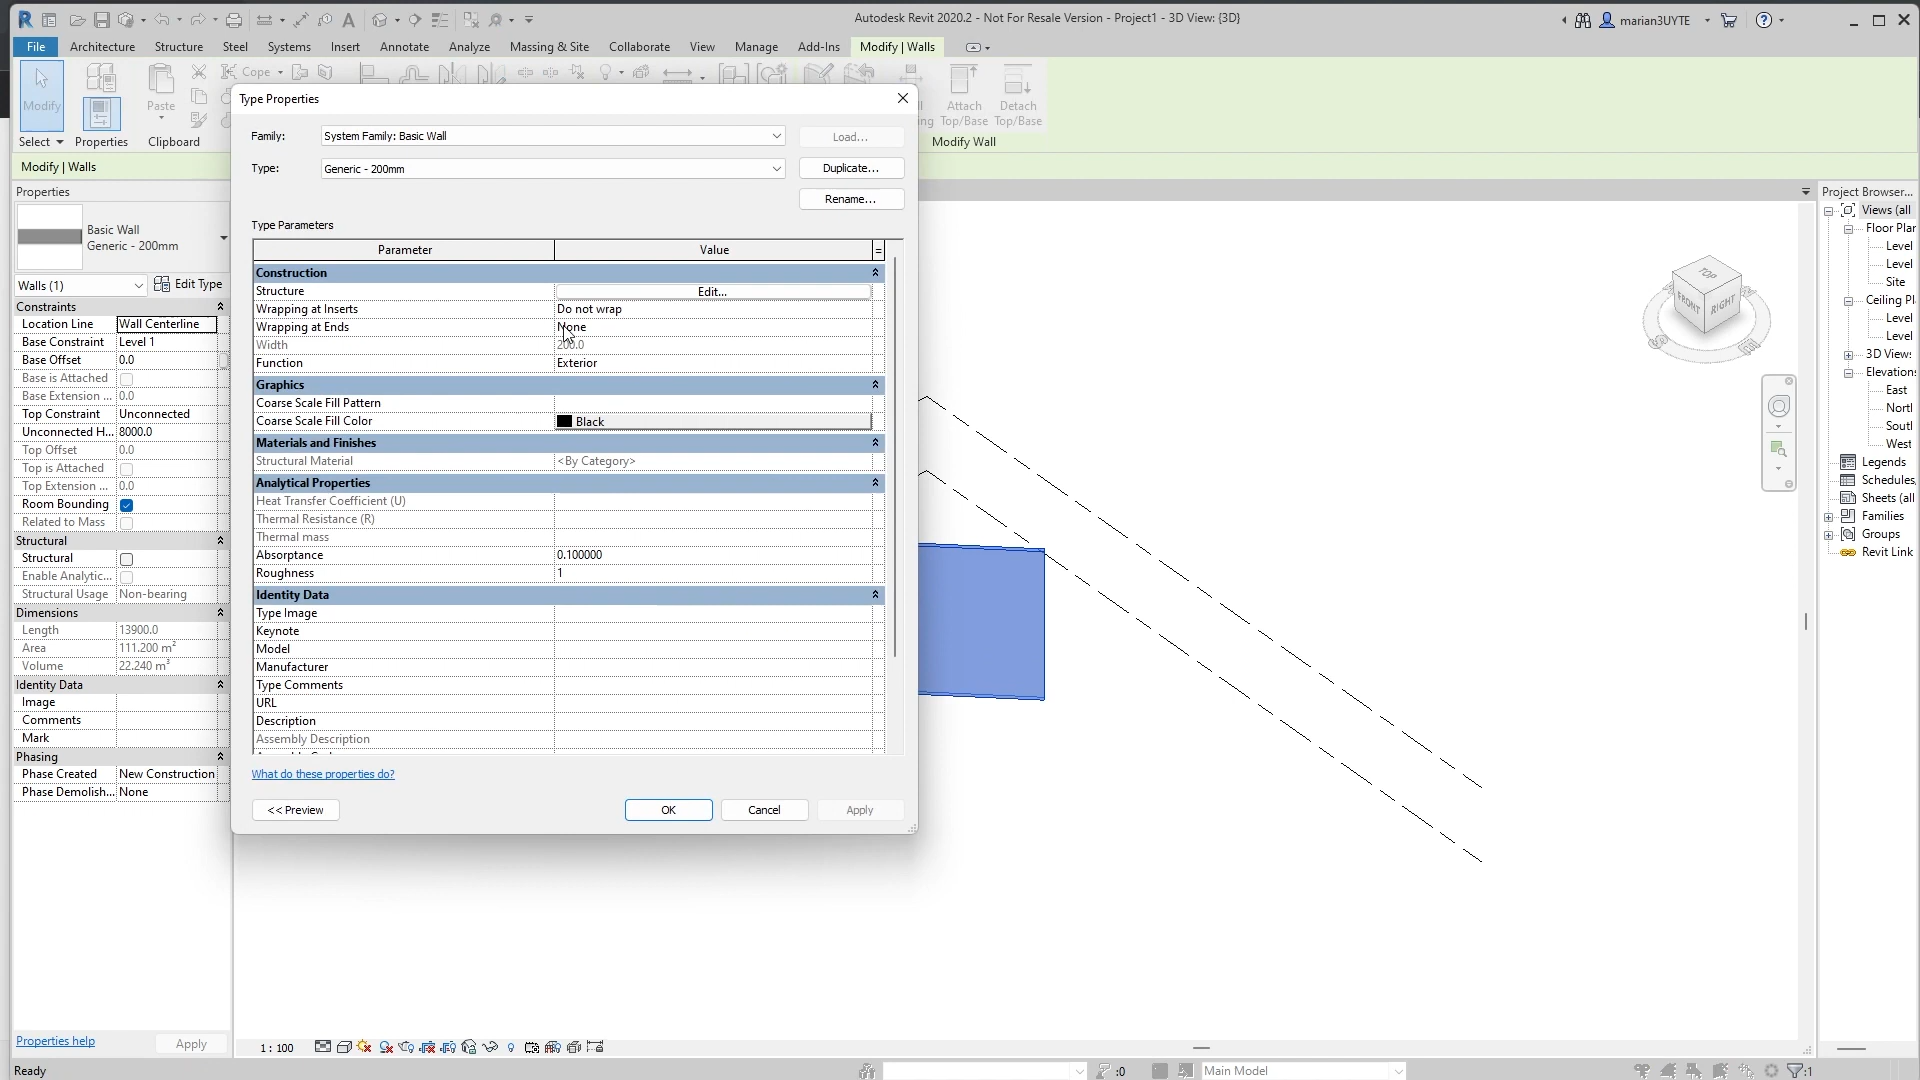 Autodesk Revit 2020.2 - Not For Resale Version - Project1 - 3D View: {3D}
marian3UYTE
File Architecture Structure Steel Systems Insert Annotate Analyze Massing & Site Collaborate View Manage Add-Ins Modify | Walls
Cope
Modify
Paste
Attach Top/Base
Detach Top/Base
Select Properties Clipboard Modify Wall
Modify | Walls
Properties
Basic Wall
Generic - 200mm
Walls (1) Edit Type
Constraints
Location Line Wall Centerline
Base Constraint Level 1
Base Offset 0.0
Base is Attached
Base Extension ... 0.0
Top Constraint Unconnected
Unconnected H... 8000.0
Top Offset 0.0
Top is Attached
Top Extension ... 0.0
Room Bounding
Related to Mass
Structural
Structural
Enable Analytic...
Structural Usage Non-bearing
Dimensions
Length 13900.0
Area 111.200 m²
Volume 22.240 m³
Identity Data
Image
Comments
Mark
Phasing
Phase Created New Construction
Phase Demolish... None
Properties help Apply
Type Properties
Family: System Family: Basic Wall Load...
Type: Generic - 200mm Duplicate...
Rename...
Type Parameters
Parameter Value =
Construction
Structure Edit...
Wrapping at Inserts Do not wrap
Wrapping at Ends None
Width 200.0
Function Exterior
Graphics
Coarse Scale Fill Pattern
Coarse Scale Fill Color Black
Materials and Finishes
Structural Material <By Category>
Analytical Properties
Heat Transfer Coefficient (U)
Thermal Resistance (R)
Thermal mass
Absorptance 0.100000
Roughness 1
Identity Data
Type Image
Keynote
Model
Manufacturer
Type Comments
URL
Description
Assembly Description
What do these properties do?
<< Preview OK Cancel Apply
TOP
FRONT
RIGHT
S
E
Project Browser...
Views (all
Floor Plan
Level
Level
Site
Ceiling Pl
Level
Level
3D Views
Elevations
East
North
South
West
Legends
Schedules
Sheets (all
Families
Groups
Revit Link
1 : 100
Ready :0 Main Model :1